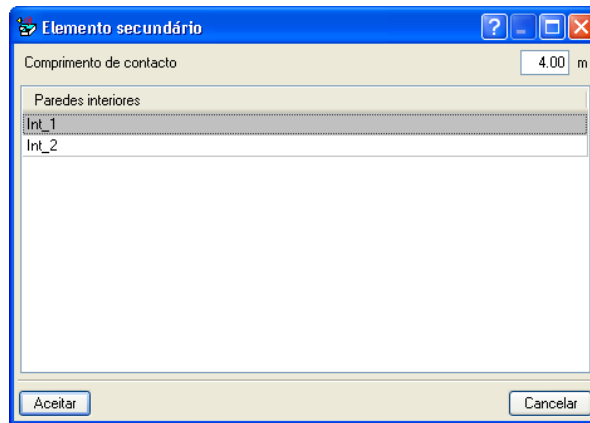 Elemento secundário
Comprimento de contacto 4.00 m
Paredes interiores
Int_1
Int_2
Aceitar Cancelar